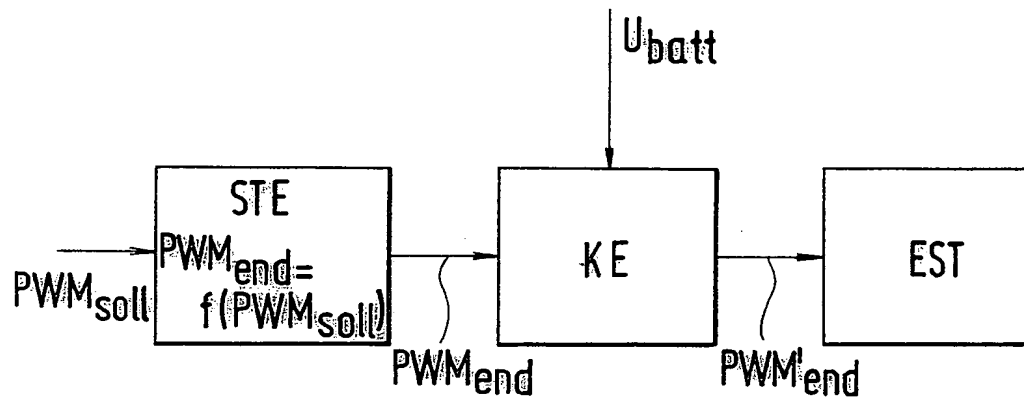 U_batt
STE
PWM_end=
f(PWM_soll)
PWM_soll
KE
EST
PWM_end
PWM'_end